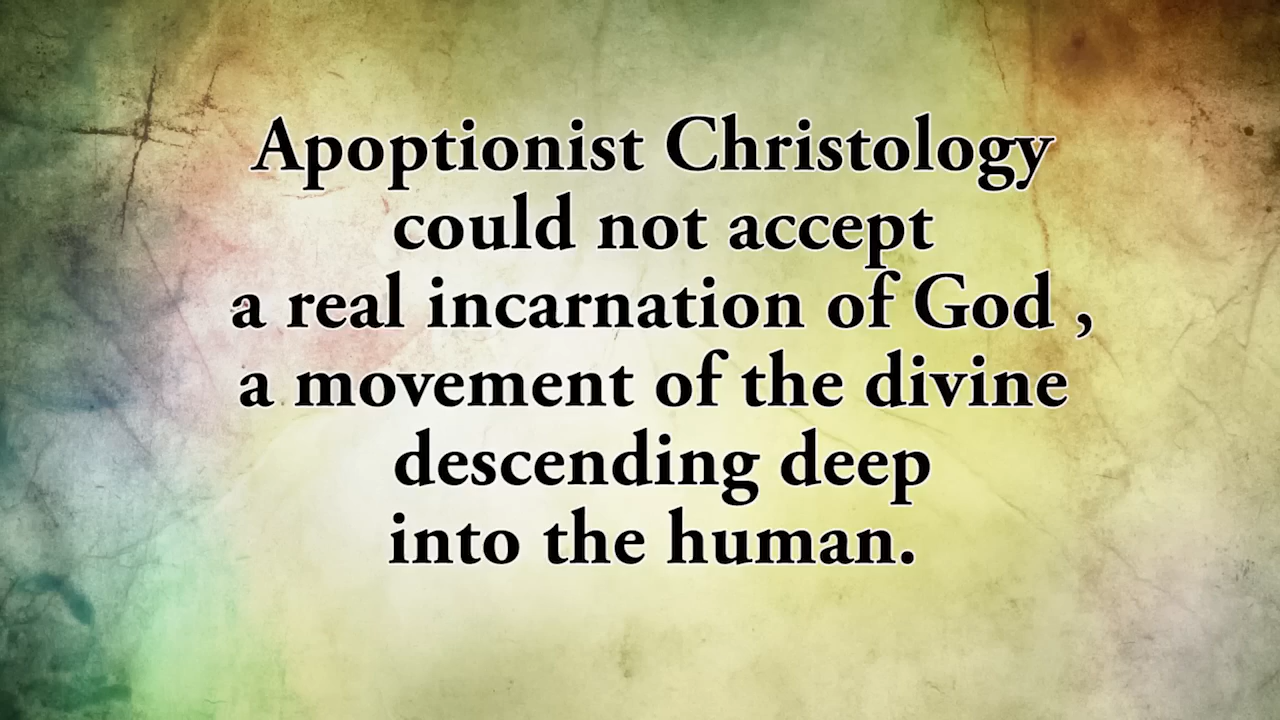 Apoptionist Christology
could not accept
a real incarnation of God ,
a movement of the divine
descending deep
into the human.